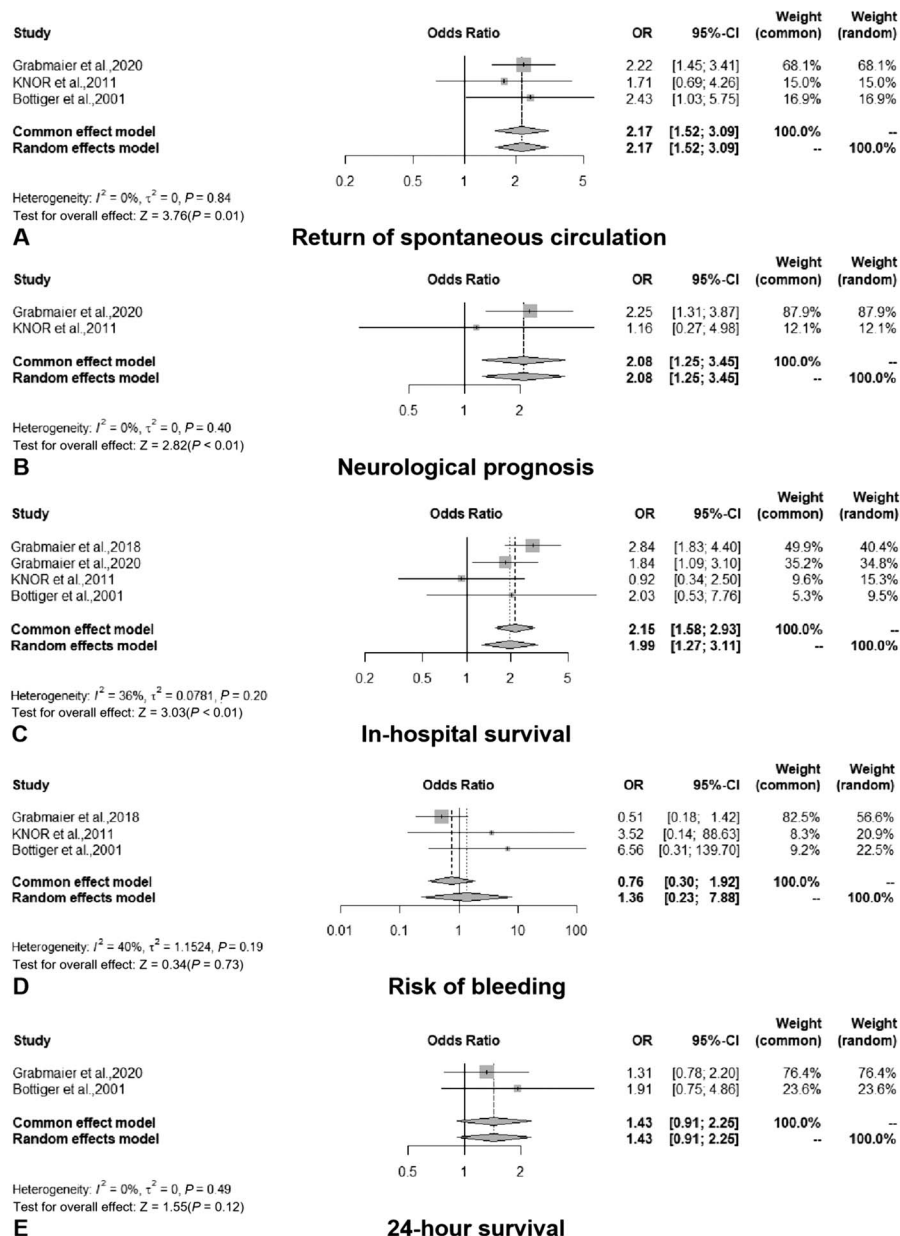 Weight Weight
Study Odds Ratio OR 95%-CI (common) (random)
Grabmaier et al.,2020 2.22 [1.45; 3.41] 68.1% 68.1%
KNOR et al.,2011 1.71 [0.69; 4.26] 15.0% 15.0%
Bottiger et al.,2001 2.43 [1.03; 5.75] 16.9% 16.9%
Common effect model 2.17 [1.52; 3.09] 100.0% --
Random effects model 2.17 [1.52; 3.09] -- 100.0%
0.2 0.5 1 2 5
Heterogeneity: I² = 0%, τ² = 0, P = 0.84
Test for overall effect: Z = 3.76(P = 0.01)
A Return of spontaneous circulation
Weight Weight
Study Odds Ratio OR 95%-CI (common) (random)
Grabmaier et al.,2020 2.25 [1.31; 3.87] 87.9% 87.9%
KNOR et al.,2011 1.16 [0.27; 4.98] 12.1% 12.1%
Common effect model 2.08 [1.25; 3.45] 100.0% --
Random effects model 2.08 [1.25; 3.45] -- 100.0%
0.5 1 2
Heterogeneity: I² = 0%, τ² = 0, P = 0.40
Test for overall effect: Z = 2.82(P < 0.01)
B Neurological prognosis
Weight Weight
Study Odds Ratio OR 95%-CI (common) (random)
Grabmaier et al.,2018 2.84 [1.83; 4.40] 49.9% 40.4%
Grabmaier et al.,2020 1.84 [1.09; 3.10] 35.2% 34.8%
KNOR et al.,2011 0.92 [0.34; 2.50] 9.6% 15.3%
Bottiger et al.,2001 2.03 [0.53; 7.76] 5.3% 9.5%
Common effect model 2.15 [1.58; 2.93] 100.0% --
Random effects model 1.99 [1.27; 3.11] -- 100.0%
0.2 0.5 1 2 5
Heterogeneity: I² = 36%, τ² = 0.0781, P = 0.20
Test for overall effect: Z = 3.03(P < 0.01)
C In-hospital survival
Weight Weight
Study Odds Ratio OR 95%-CI (common) (random)
Grabmaier et al.,2018 0.51 [0.18; 1.42] 82.5% 56.6%
KNOR et al.,2011 3.52 [0.14; 88.63] 8.3% 20.9%
Bottiger et al.,2001 6.56 [0.31; 139.70] 9.2% 22.5%
Common effect model 0.76 [0.30; 1.92] 100.0% --
Random effects model 1.36 [0.23; 7.88] -- 100.0%
0.01 0.1 1 10 100
Heterogeneity: I² = 40%, τ² = 1.1524, P = 0.19
Test for overall effect: Z = 0.34(P = 0.73)
D Risk of bleeding
Weight Weight
Study Odds Ratio OR 95%-CI (common) (random)
Grabmaier et al.,2020 1.31 [0.78; 2.20] 76.4% 76.4%
Bottiger et al.,2001 1.91 [0.75; 4.86] 23.6% 23.6%
Common effect model 1.43 [0.91; 2.25] 100.0% --
Random effects model 1.43 [0.91; 2.25] -- 100.0%
0.5 1 2
Heterogeneity: I² = 0%, τ² = 0, P = 0.49
Test for overall effect: Z = 1.55(P = 0.12)
E 24-hour survival